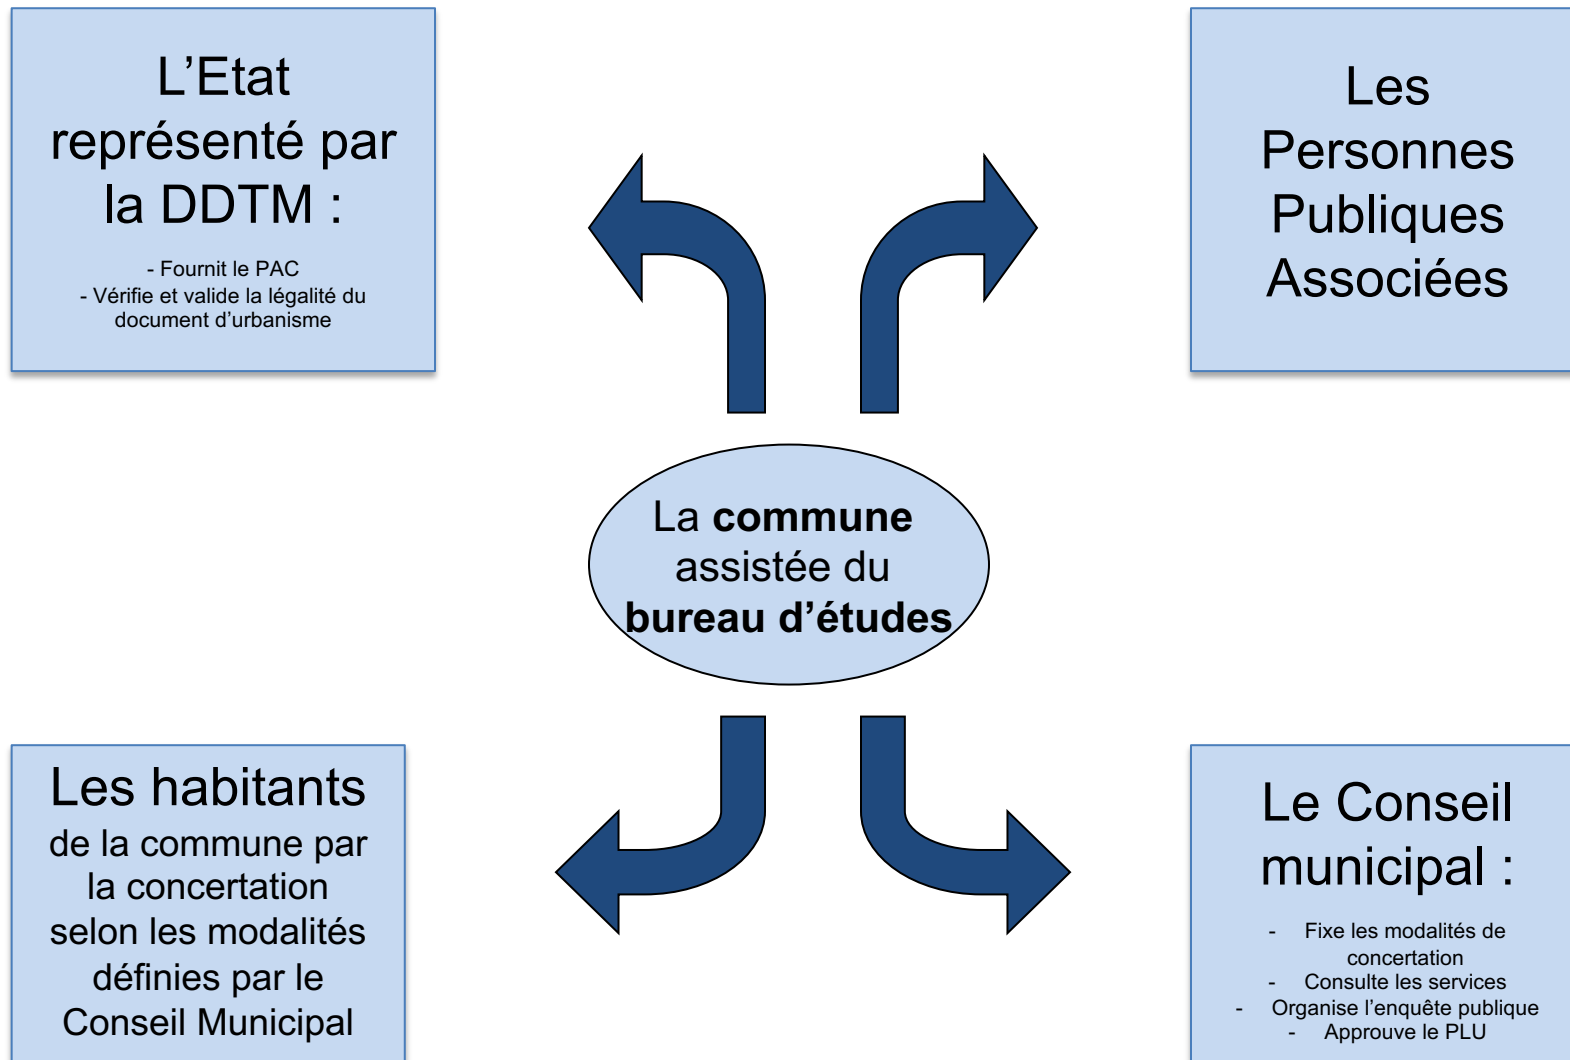 L’Etat
représenté par
la DDTM :
- Fournit le PAC
- Vérifie et valide la légalité du
document d’urbanisme
Les
Personnes
Publiques
Associées
La commune
assistée du
bureau d’études
Les habitants
de la commune par
la concertation
selon les modalités
définies par le
Conseil Municipal
Le Conseil
municipal :
- Fixe les modalités de
concertation
- Consulte les services
- Organise l’enquête publique
- Approuve le PLU